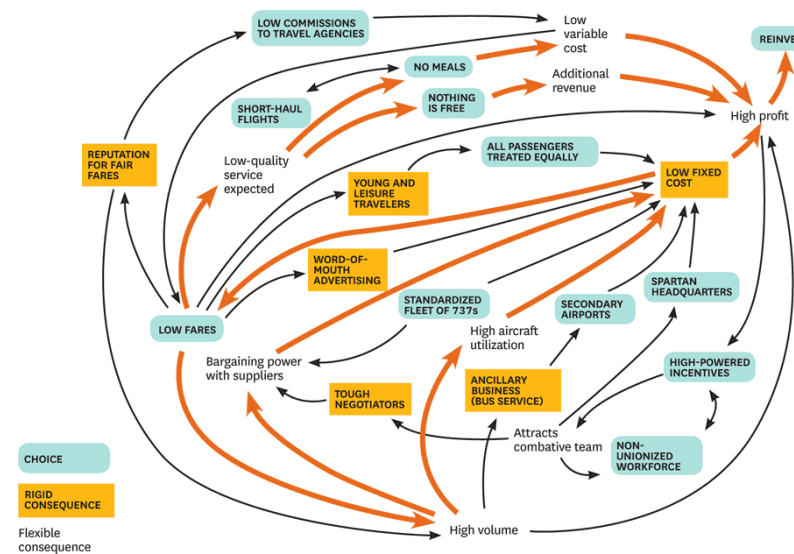 LOW COMMISSIONS
TO TRAVEL AGENCIES
Low
variable
cost
REINVE
NO MEALS
Additional
revenue
SHORT-HAUL
FLIGHTS
NOTHING
IS FREE
High profit
REPUTATION
FOR FAIR
FARES
Low-quality
service
expected
ALL PASSENGERS
TREATED EQUALLY
YOUNG AND
LEISURE
TRAVELERS
LOW FIXED
COST
WORD-OF-
MOUTH
ADVERTISING
SPARTAN
HEADQUARTERS
STANDARDIZED
FLEET OF 737s
SECONDARY
AIRPORTS
LOW FARES
High aircraft
utilization
Bargaining power
with suppliers
HIGH-POWERED
INCENTIVES
TOUGH
NEGOTIATORS
ANCILLARY
BUSINESS
(BUS SERVICE)
Attracts
combative team
NON-
UNIONIZED
WORKFORCE
CHOICE
RIGID
CONSEQUENCE
High volume
Flexible
consequence